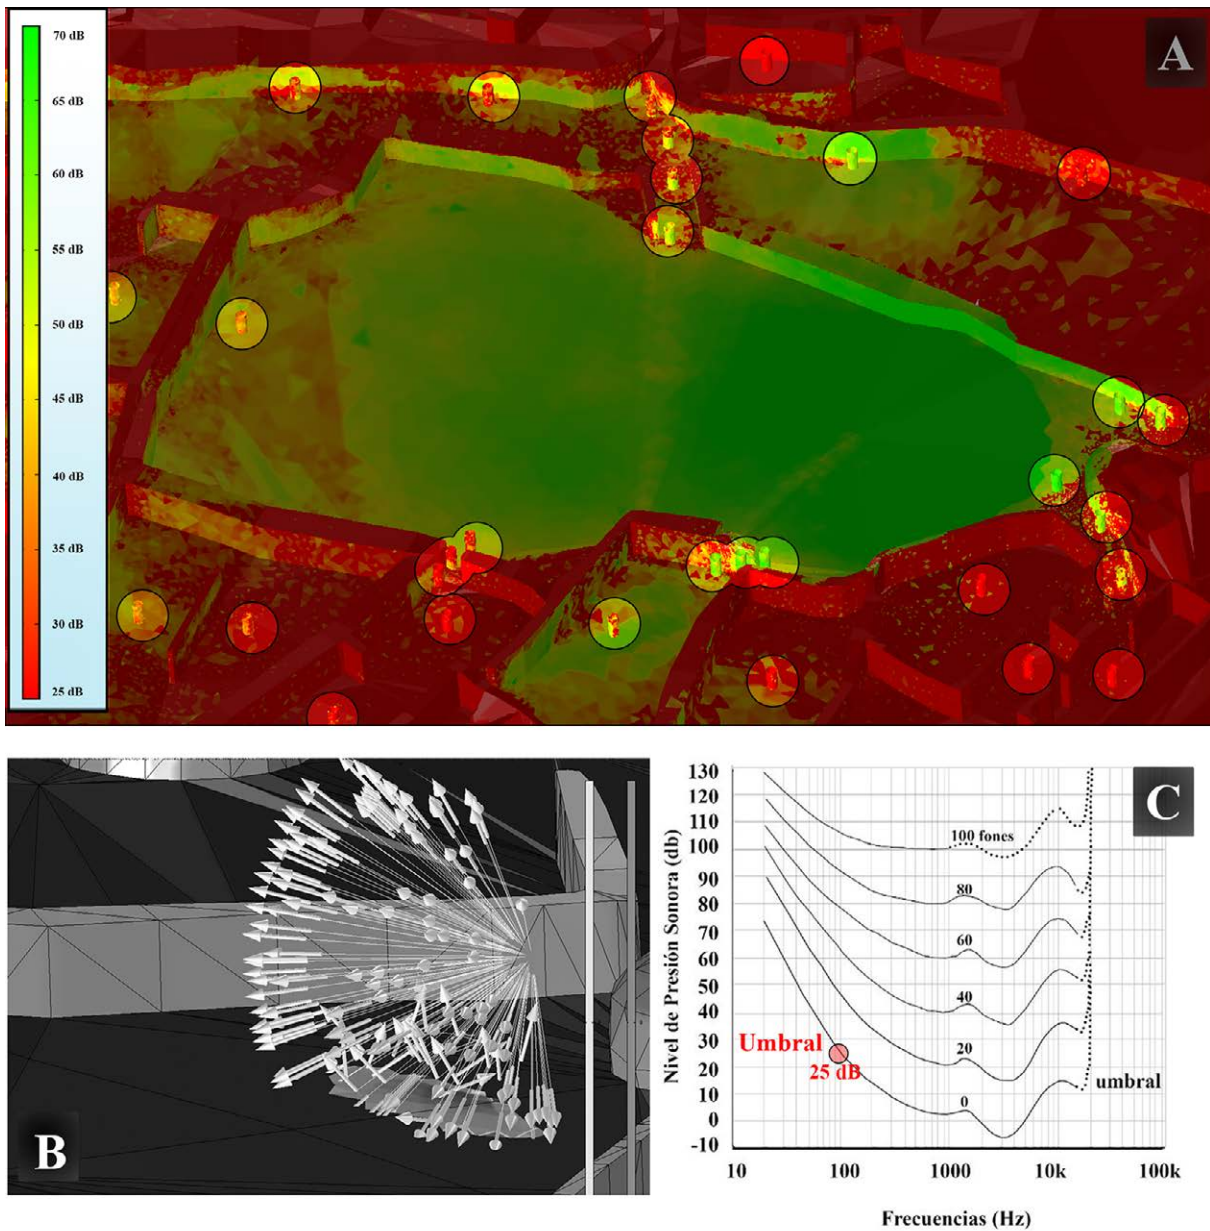 70 dB
65 dB
60 dB
55 dB
50 dB
45 dB
40 dB
35 dB
30 dB
25 dB
A
B
C
Nivel de Presión Sonora (db)
130
120
110
100
90
80
70
60
50
40
30
20
10
0
-10
100 fones
80
60
40
20
0
Umbral
25 dB
umbral
10
100
1000
10k
100k
Frecuencias (Hz)